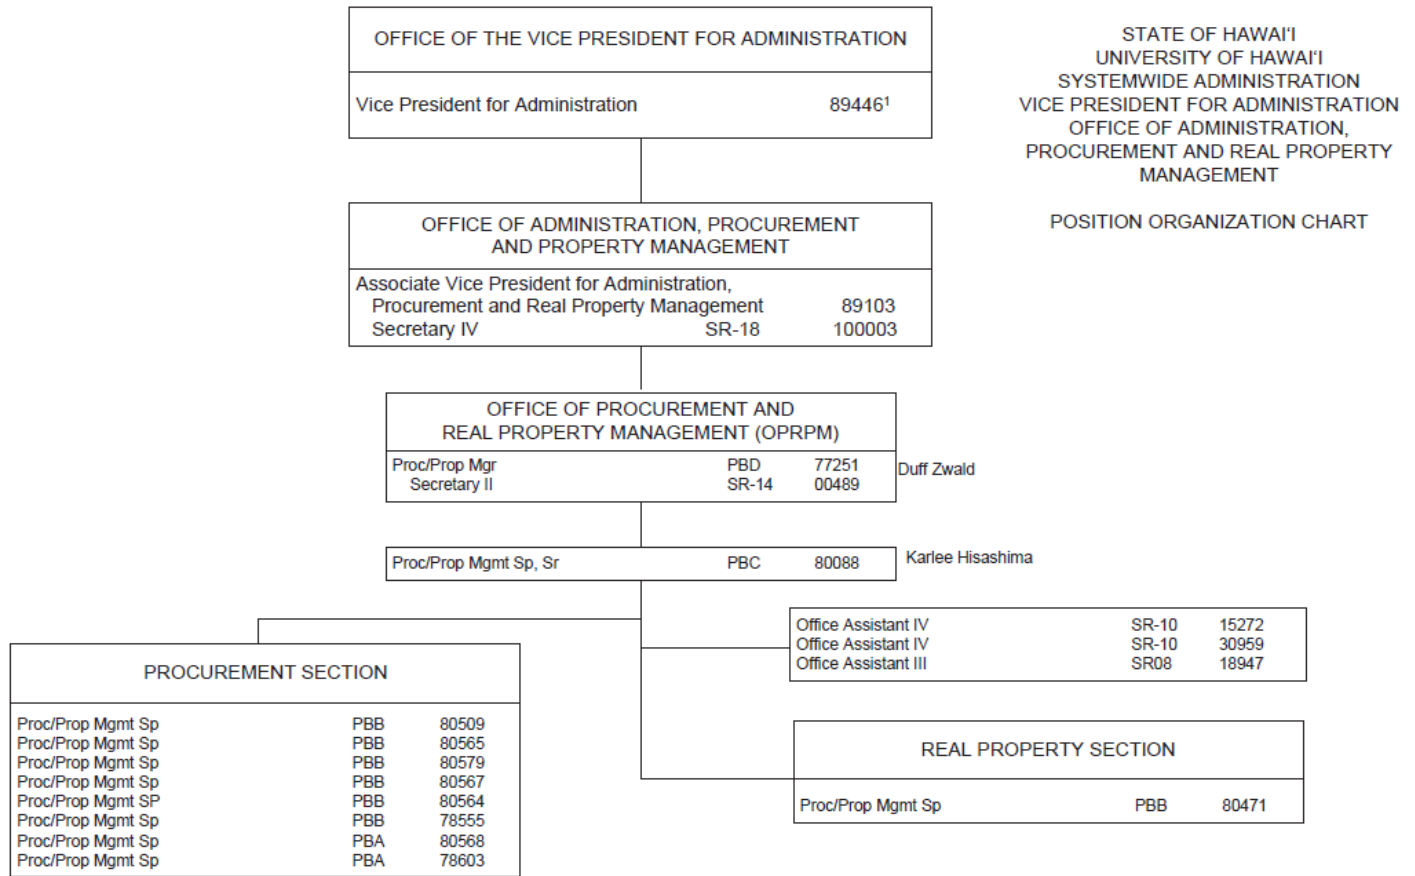 OFFICE OF THE VICE PRESIDENT FOR ADMINISTRATION
Vice President for Administration 89446¹
STATE OF HAWAIʻI
UNIVERSITY OF HAWAIʻI
SYSTEMWIDE ADMINISTRATION
VICE PRESIDENT FOR ADMINISTRATION
OFFICE OF ADMINISTRATION,
PROCUREMENT AND REAL PROPERTY
MANAGEMENT
POSITION ORGANIZATION CHART
OFFICE OF ADMINISTRATION, PROCUREMENT
AND PROPERTY MANAGEMENT
Associate Vice President for Administration,
Procurement and Real Property Management 89103
Secretary IV SR-18 100003
OFFICE OF PROCUREMENT AND
REAL PROPERTY MANAGEMENT (OPRPM)
Proc/Prop Mgr PBD 77251
Secretary II SR-14 00489
Duff Zwald
Proc/Prop Mgmt Sp, Sr PBC 80088
Karlee Hisashima
Office Assistant IV SR-10 15272
Office Assistant IV SR-10 30959
Office Assistant III SR08 18947
PROCUREMENT SECTION
Proc/Prop Mgmt Sp PBB 80509
Proc/Prop Mgmt Sp PBB 80565
Proc/Prop Mgmt Sp PBB 80579
Proc/Prop Mgmt Sp PBB 80567
Proc/Prop Mgmt SP PBB 80564
Proc/Prop Mgmt Sp PBB 78555
Proc/Prop Mgmt Sp PBA 80568
Proc/Prop Mgmt Sp PBA 78603
REAL PROPERTY SECTION
Proc/Prop Mgmt Sp PBB 80471